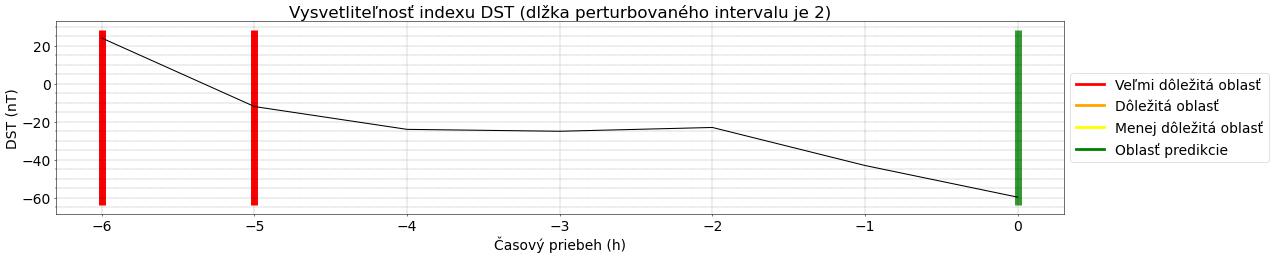 Vysvetliteľnosť indexu DST (dĺžka perturbovaného intervalu je 2)
DST (nT)
20
0
−20
−40
−60
−6
−5
−4
−3
−2
−1
0
Časový priebeh (h)
Veľmi dôležitá oblasť
Dôležitá oblasť
Menej dôležitá oblasť
Oblasť predikcie